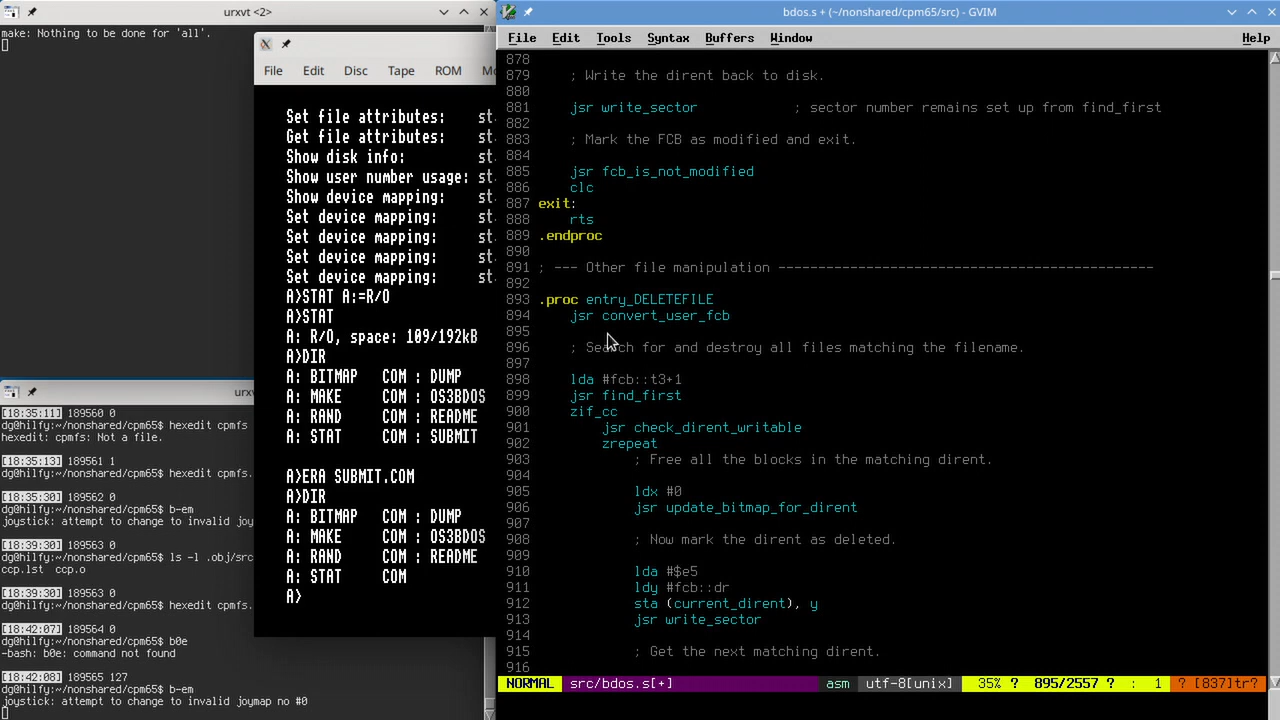 urxvt <2>
make: Nothing to be done for 'all'.
File Edit Disc Tape ROM Mo
Set file attributes: st
Get file attributes: st
Show disk info: st
Show user number usage: st
Show device mapping: st
Set device mapping: st
Set device mapping: st
Set device mapping: st
Set device mapping: st
A>STAT A:=R/O
A>STAT
A: R/O, space: 109/192kB
A>DIR
A: BITMAP COM : DUMP
A: MAKE COM : OS3BDOS
A: RAND COM : README
A: STAT COM : SUBMIT
A>ERA SUBMIT.COM
A>DIR
A: BITMAP COM : DUMP
A: MAKE COM : OS3BDOS
A: RAND COM : README
A: STAT COM
A>
urx
[18:35:11] 189560 0
dg@hilfy:~/nonshared/cpm65$ hexedit cpmfs
hexedit: cpmfs: Not a file.
[18:35:13] 189561 1
dg@hilfy:~/nonshared/cpm65$ hexedit cpmfs.
[18:35:30] 189562 0
dg@hilfy:~/nonshared/cpm65$ b-em
joystick: attempt to change to invalid joy
[18:39:30] 189563 0
dg@hilfy:~/nonshared/cpm65$ ls -l .obj/src
ccp.lst ccp.o
[18:39:30] 189563 0
dg@hilfy:~/nonshared/cpm65$ hexedit cpmfs.
[18:42:07] 189564 0
dg@hilfy:~/nonshared/cpm65$ b0e
-bash: b0e: command not found
[18:42:08] 189565 127
dg@hilfy:~/nonshared/cpm65$ b-em
joystick: attempt to change to invalid joymap no #0
bdos.s + (~/nonshared/cpm65/src) - GVIM
File Edit Tools Syntax Buffers Window Help
878
879 ; Write the dirent back to disk.
880
881 jsr write_sector ; sector number remains set up from find_first
882
883 ; Mark the FCB as modified and exit.
884
885 jsr fcb_is_not_modified
886 clc
887 exit:
888 rts
889 .endproc
890
891 ; --- Other file manipulation -----------------------------------------------
892
893 .proc entry_DELETEFILE
894 jsr convert_user_fcb
895
896 ; Search for and destroy all files matching the filename.
897
898 lda #fcb::t3+1
899 jsr find_first
900 zif_cc
901 jsr check_dirent_writable
902 zrepeat
903 ; Free all the blocks in the matching dirent.
904
905 ldx #0
906 jsr update_bitmap_for_dirent
907
908 ; Now mark the dirent as deleted.
909
910 lda #$e5
911 ldy #fcb::dr
912 sta (current_dirent), y
913 jsr write_sector
914
915 ; Get the next matching dirent.
916
NORMAL src/bdos.s[+] asm utf-8[unix] 35% ? 895/2557 ? : 1 ? [837]tr?